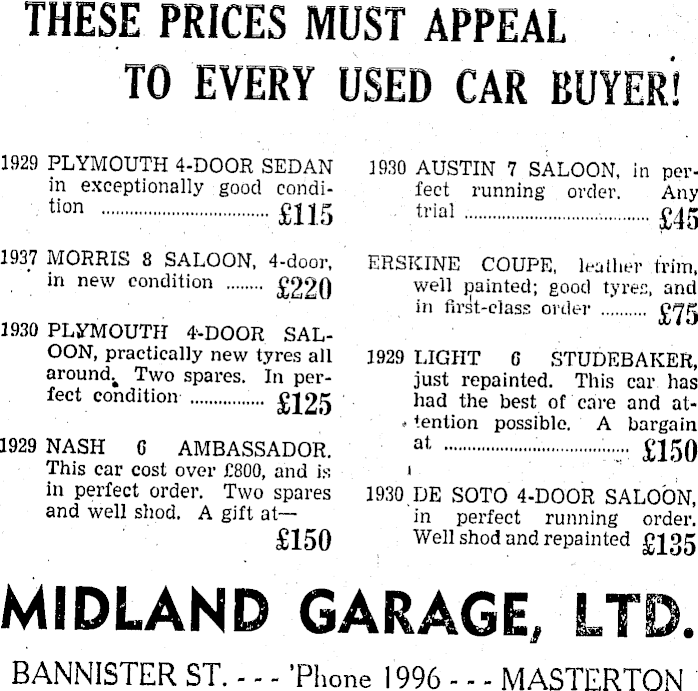 THESE PRICES MUST APPEAL
TO EVERY USED CAR BUYER!
1929 PLYMOUTH 4-DOOR SEDAN
in exceptionally good condi-
tion ................................... £115
1937 MORRIS 8 SALOON, 4-door,
in new condition ........ £220
1930 PLYMOUTH 4-DOOR SAL-
OON, practically new tyres all
around. Two spares. In per-
fect condition ................ £125
1929 NASH 6 AMBASSADOR.
This car cost over £800, and is
in perfect order. Two spares
and well shod. A gift at—
£150
1930 AUSTIN 7 SALOON, in per-
fect running order. Any
trial ....................................... £45
ERSKINE COUPE, leather trim,
well painted; good tyres, and
in first-class order .......... £75
1929 LIGHT 6 STUDEBAKER,
just repainted. This car has
had the best of care and at-
tention possible. A bargain
at ....................................... £150
1930 DE SOTO 4-DOOR SALOON,
in perfect running order.
Well shod and repainted £135
MIDLAND GARAGE, LTD.
BANNISTER ST. - - - 'Phone 1996 - - - MASTERTON